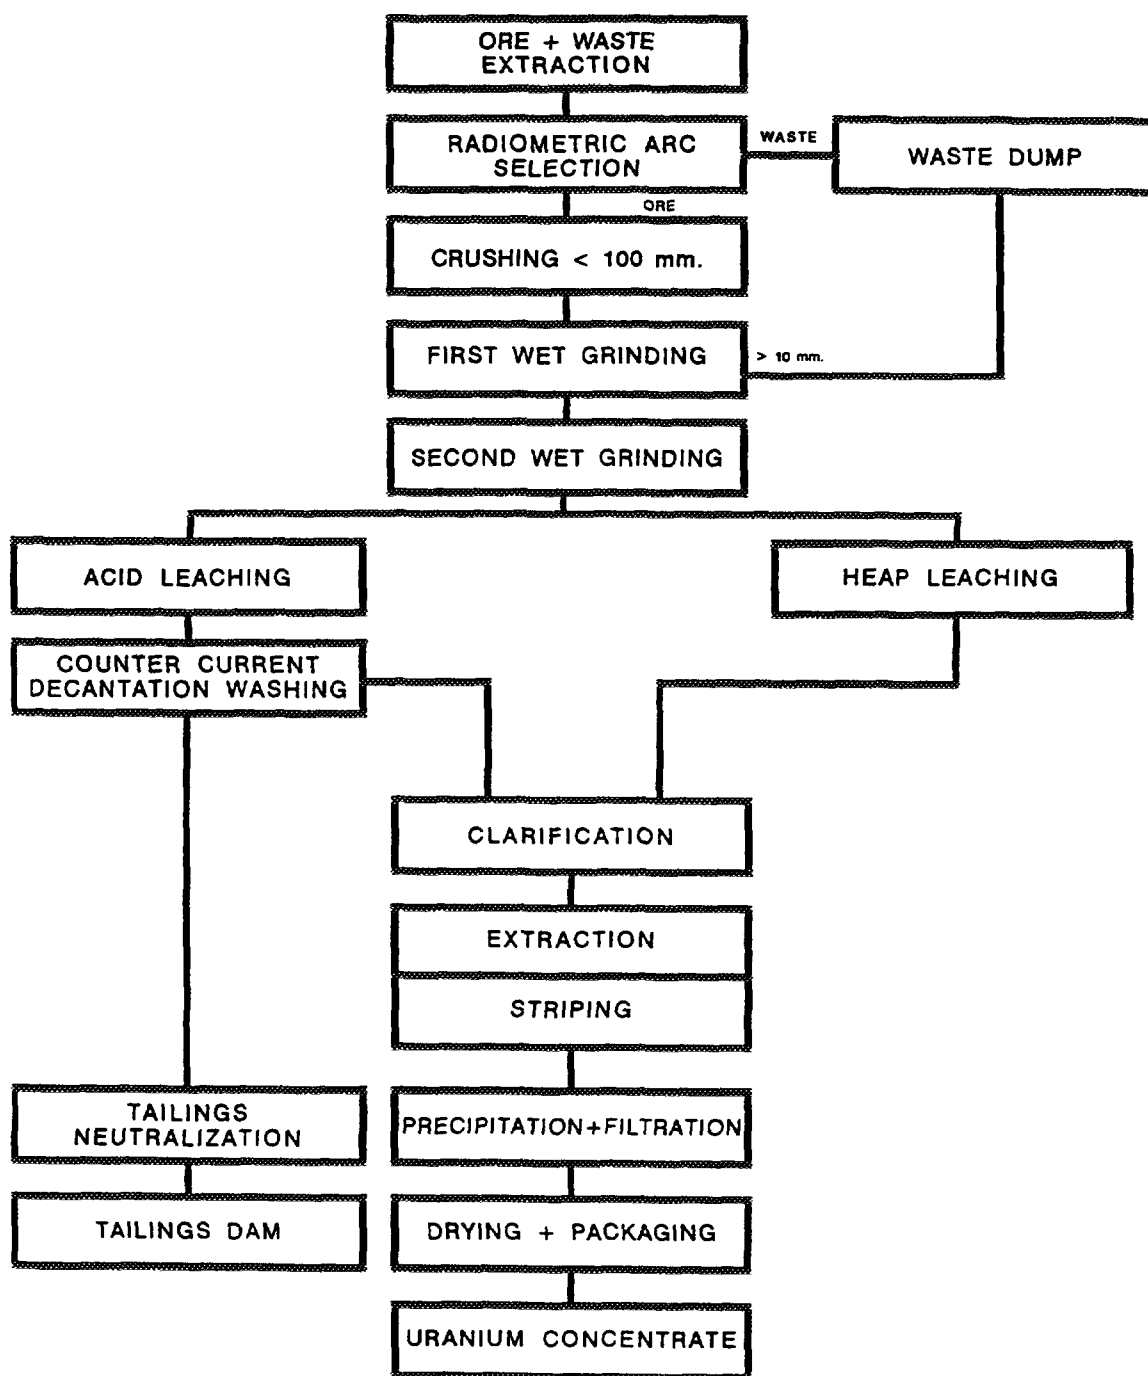 ORE + WASTE
EXTRACTION
RADIOMETRIC ARC
SELECTION
WASTE
WASTE DUMP
ORE
CRUSHING < 100 mm.
FIRST WET GRINDING
> 10 mm.
SECOND WET GRINDING
ACID LEACHING
HEAP LEACHING
COUNTER CURRENT
DECANTATION WASHING
CLARIFICATION
EXTRACTION
STRIPING
TAILINGS
NEUTRALIZATION
PRECIPITATION+FILTRATION
TAILINGS DAM
DRYING + PACKAGING
URANIUM CONCENTRATE